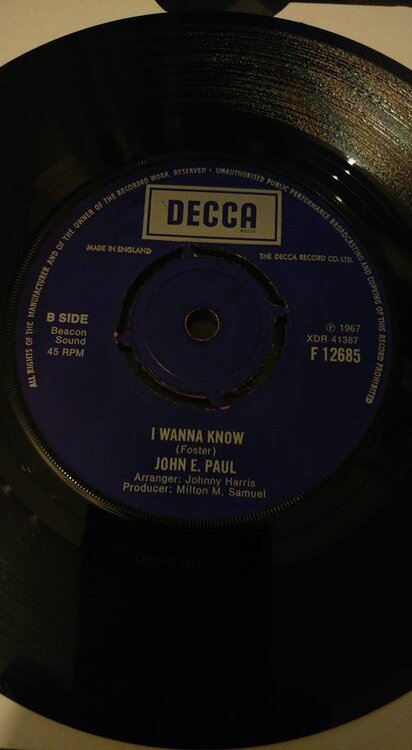 ALL RIGHTS OF THE MANUFACTURER AND OF THE OWNER OF THE RECORDED WORK RESERVED • UNAUTHORISED PUBLIC PERFORMANCE BROADCASTING AND COPYING OF THIS RECORD PROHIBITED
DECCA
REGD
MADE IN ENGLAND
THE DECCA RECORD CO. LTD.
B SIDE
Beacon
Sound
45 RPM
Ⓟ 1967
XDR 41387
F 12685
I WANNA KNOW
(Foster)
JOHN E. PAUL
Arranger: Johnny Harris
Producer: Milton M. Samuel